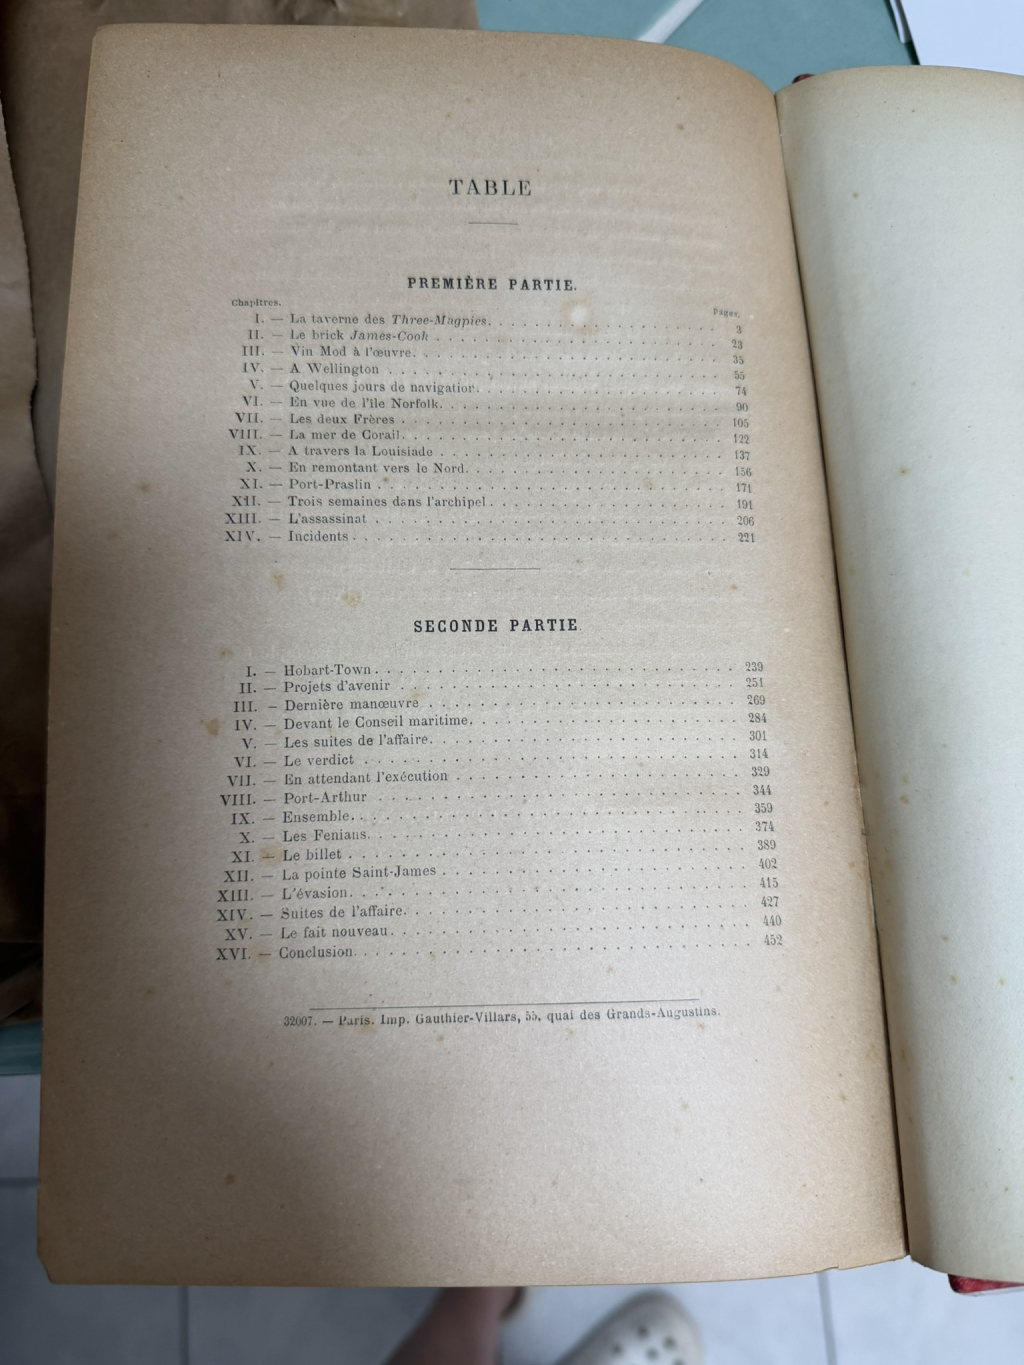 TABLE
PREMIÈRE PARTIE.
Chapitres. Pages.
I. — La taverne des Three-Magpies. . . . . . . . . . . . . . . . 3
II. — Le brick James-Cook . . . . . . . . . . . . . . . . 23
III. — Vin Mod à l'œuvre. . . . . . . . . . . . . . . . 35
IV. — A Wellington . . . . . . . . . . . . . . . . 55
V. — Quelques jours de navigation. . . . . . . . . . . . . . . . 74
VI. — En vue de l'île Norfolk. . . . . . . . . . . . . . . . 90
VII. — Les deux Frères . . . . . . . . . . . . . . . . 105
VIII. — La mer de Corail. . . . . . . . . . . . . . . . 122
IX. — A travers la Louisiade . . . . . . . . . . . . . . . . 137
X. — En remontant vers le Nord. . . . . . . . . . . . . . . . 156
XI. — Port-Praslin . . . . . . . . . . . . . . . . 171
XII. — Trois semaines dans l'archipel . . . . . . . . . . . . . . . . 191
XIII. — L'assassinat . . . . . . . . . . . . . . . . 206
XIV. — Incidents . . . . . . . . . . . . . . . . 221
SECONDE PARTIE
I. — Hobart-Town . . . . . . . . . . . . . . . . 239
II. — Projets d'avenir . . . . . . . . . . . . . . . . 251
III. — Dernière manœuvre . . . . . . . . . . . . . . . . 269
IV. — Devant le Conseil maritime. . . . . . . . . . . . . . . . 284
V. — Les suites de l'affaire. . . . . . . . . . . . . . . . 301
VI. — Le verdict . . . . . . . . . . . . . . . . 314
VII. — En attendant l'exécution . . . . . . . . . . . . . . . . 329
VIII. — Port-Arthur . . . . . . . . . . . . . . . . 344
IX. — Ensemble. . . . . . . . . . . . . . . . 359
X. — Les Fenians. . . . . . . . . . . . . . . . 374
XI. — Le billet . . . . . . . . . . . . . . . . 389
XII. — La pointe Saint-James . . . . . . . . . . . . . . . . 402
XIII. — L'évasion. . . . . . . . . . . . . . . . 415
XIV. — Suites de l'affaire. . . . . . . . . . . . . . . . 427
XV. — Le fait nouveau. . . . . . . . . . . . . . . . 440
XVI. — Conclusion. . . . . . . . . . . . . . . . 452
32007. — Paris. Imp. Gauthier-Villars, 55, quai des Grands-Augustins.